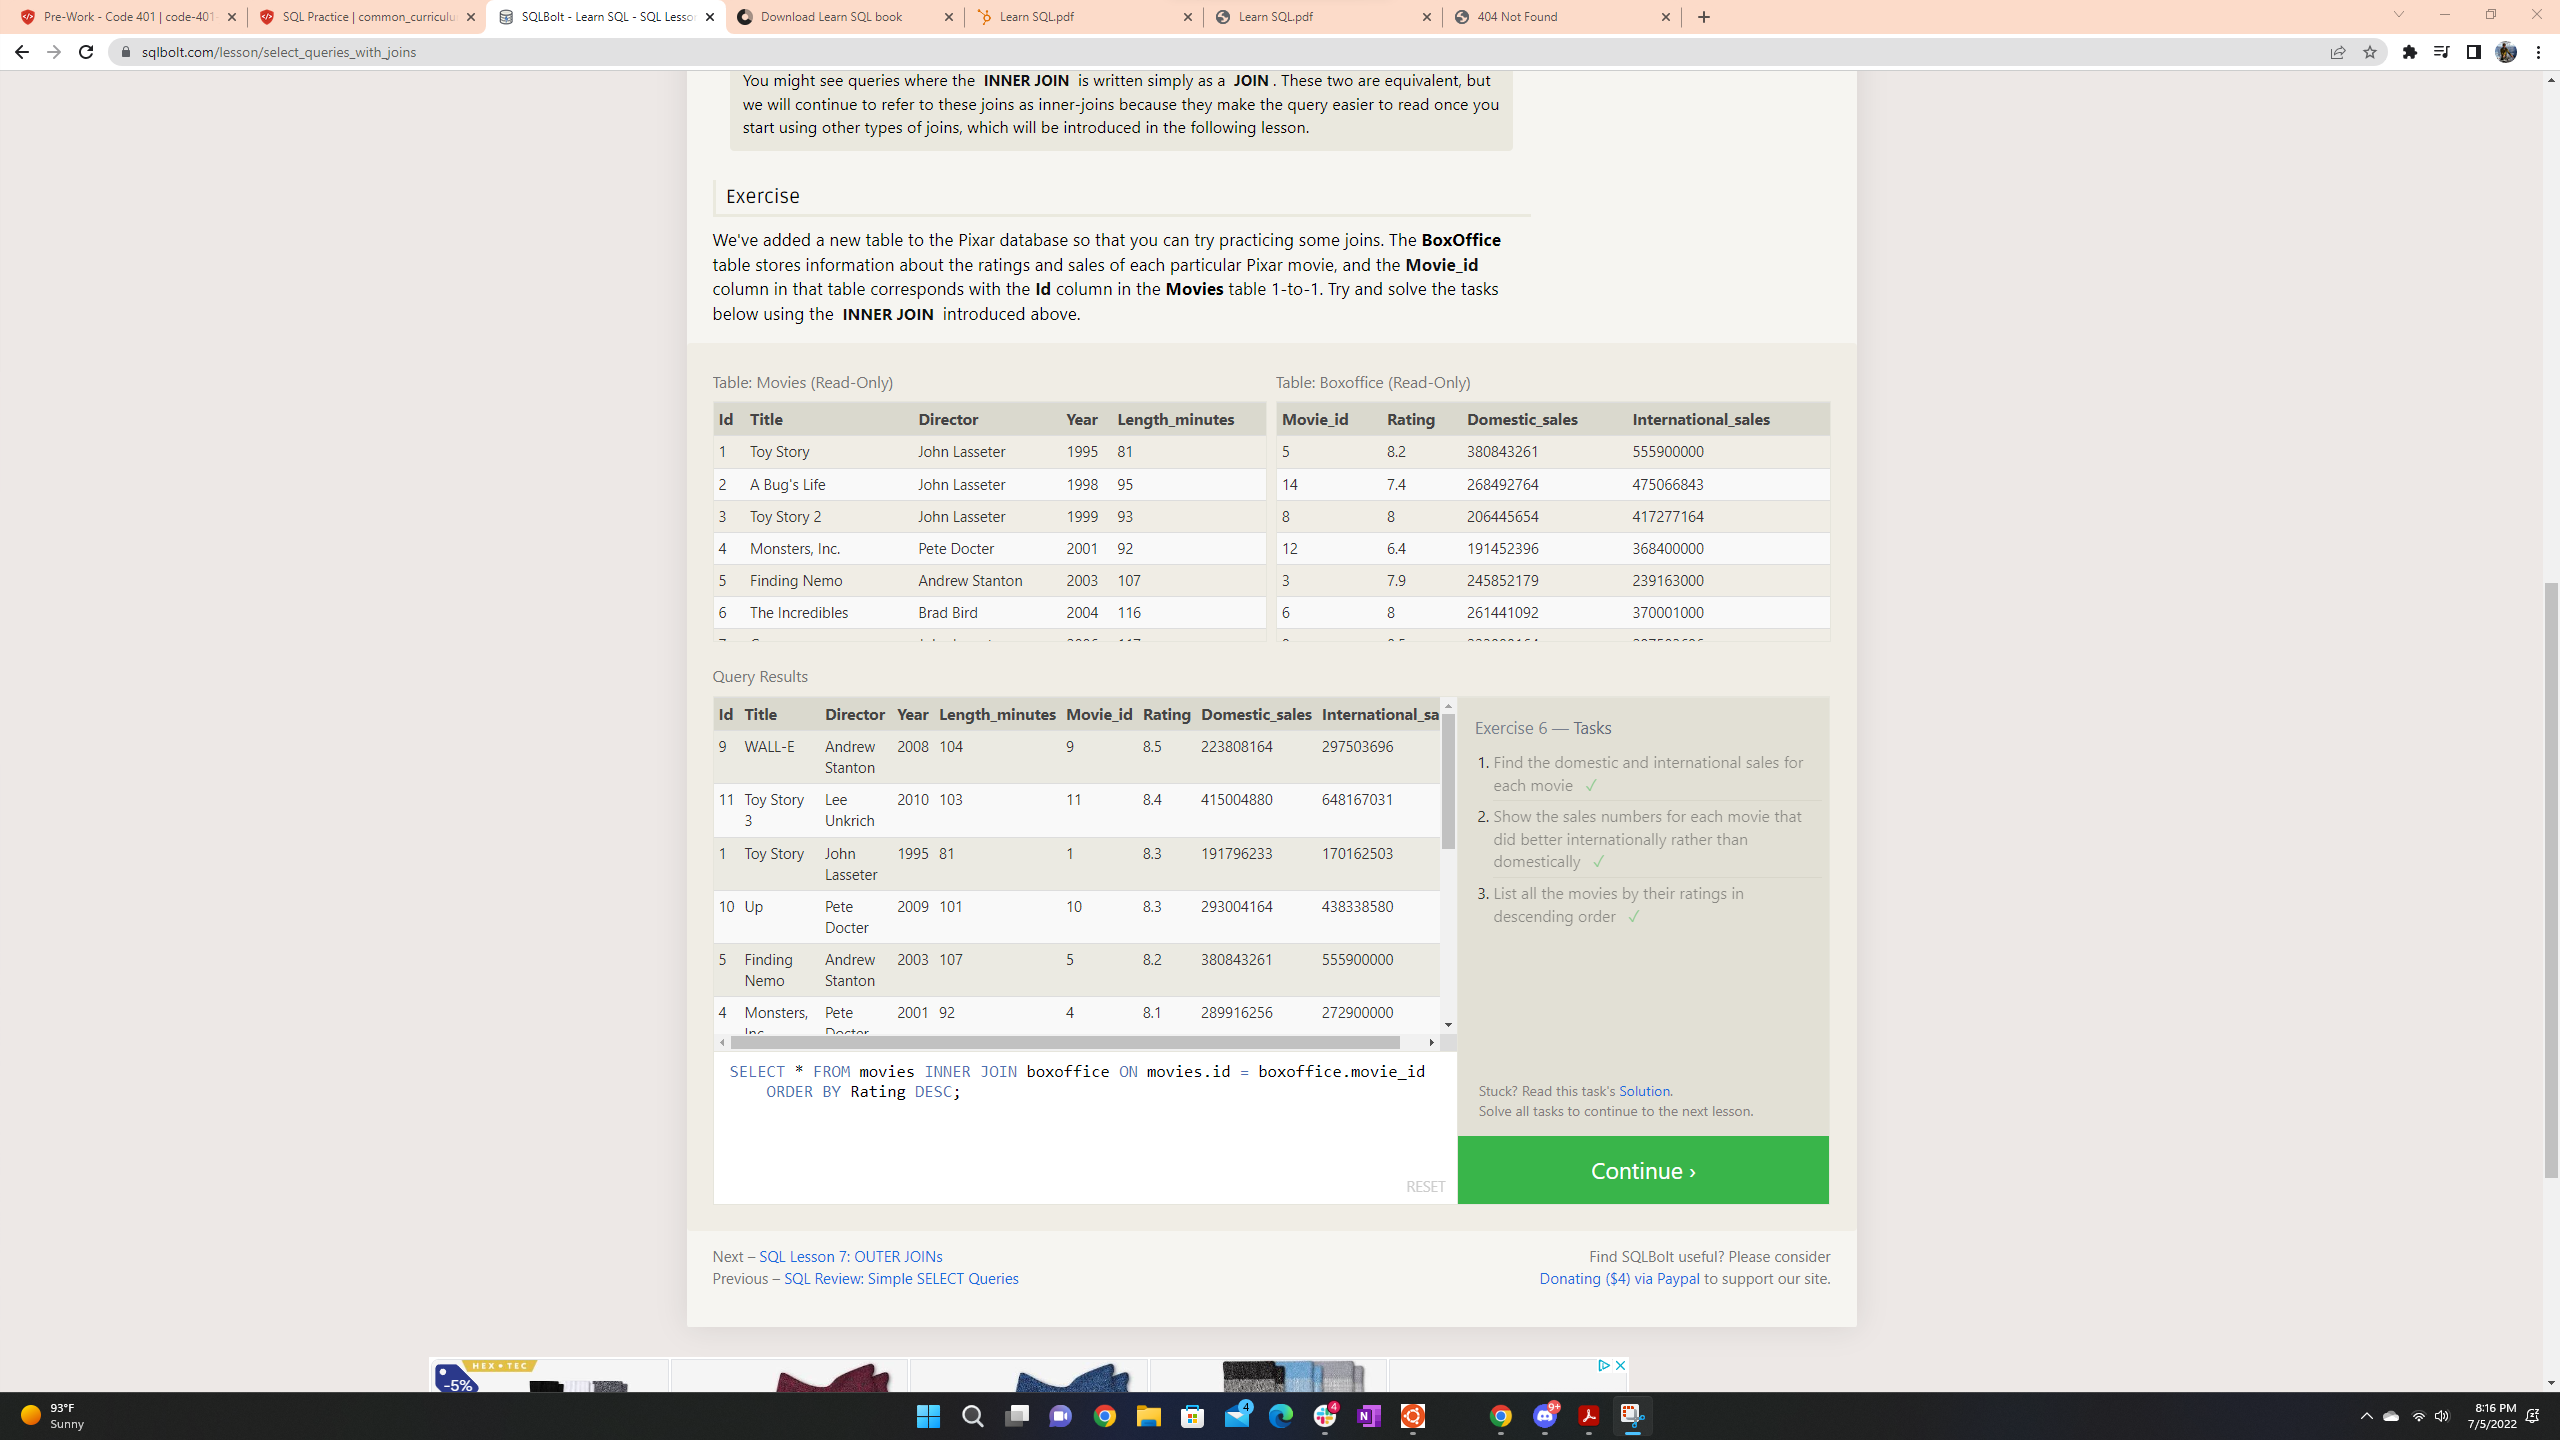 Pre-Work - Code 401 | code-401-
SQL Practice | common_curriculu
SQLBolt - Learn SQL - SQL Lesso
Download Learn SQL book
Learn SQL.pdf
Learn SQL.pdf
404 Not Found
sqlbolt.com/lesson/select_queries_with_joins
You might see queries where the INNER JOIN is written simply as a JOIN. These two are equivalent, but
we will continue to refer to these joins as inner-joins because they make the query easier to read once you
start using other types of joins, which will be introduced in the following lesson.
Exercise
We've added a new table to the Pixar database so that you can try practicing some joins. The BoxOffice
table stores information about the ratings and sales of each particular Pixar movie, and the Movie_id
column in that table corresponds with the Id column in the Movies table 1-to-1. Try and solve the tasks
below using the INNER JOIN introduced above.
Table: Movies (Read-Only)
Id Title Director Year Length_minutes
1 Toy Story John Lasseter 1995 81
2 A Bug's Life John Lasseter 1998 95
3 Toy Story 2 John Lasseter 1999 93
4 Monsters, Inc. Pete Docter 2001 92
5 Finding Nemo Andrew Stanton 2003 107
6 The Incredibles Brad Bird 2004 116
Table: Boxoffice (Read-Only)
Movie_id Rating Domestic_sales International_sales
5 8.2 380843261 555900000
14 7.4 268492764 475066843
8 8 206445654 417277164
12 6.4 191452396 368400000
3 7.9 245852179 239163000
6 8 261441092 370001000
Query Results
Id Title Director Year Length_minutes Movie_id Rating Domestic_sales International_sa
9 WALL-E Andrew 2008 104 9 8.5 223808164 297503696
Stanton
11 Toy Story Lee 2010 103 11 8.4 415004880 648167031
3 Unkrich
1 Toy Story John 1995 81 1 8.3 191796233 170162503
Lasseter
10 Up Pete 2009 101 10 8.3 293004164 438338580
Docter
5 Finding Andrew 2003 107 5 8.2 380843261 555900000
Nemo Stanton
4 Monsters, Pete 2001 92 4 8.1 289916256 272900000
Inc. Docter
SELECT * FROM movies INNER JOIN boxoffice ON movies.id = boxoffice.movie_id
ORDER BY Rating DESC;
RESET
Exercise 6 — Tasks
1. Find the domestic and international sales for
each movie ✓
2. Show the sales numbers for each movie that
did better internationally rather than
domestically ✓
3. List all the movies by their ratings in
descending order ✓
Stuck? Read this task's Solution.
Solve all tasks to continue to the next lesson.
Continue ›
Next – SQL Lesson 7: OUTER JOINs
Previous – SQL Review: Simple SELECT Queries
Find SQLBolt useful? Please consider
Donating ($4) via Paypal to support our site.
HEX TEC
-5%
93°F
Sunny
4
4
9+
8:16 PM
7/5/2022